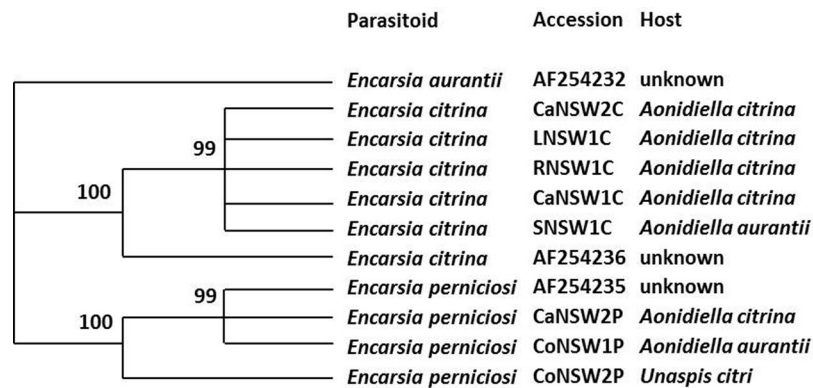 Parasitoid Accession Host
Encarsia aurantii AF254232 unknown
Encarsia citrina CaNSW2C Aonidiella citrina
Encarsia citrina LNSW1C Aonidiella citrina
99
Encarsia citrina RNSW1C Aonidiella citrina
100
Encarsia citrina CaNSW1C Aonidiella citrina
Encarsia citrina SNSW1C Aonidiella aurantii
Encarsia citrina AF254236 unknown
Encarsia perniciosi AF254235 unknown
99
Encarsia perniciosi CaNSW2P Aonidiella citrina
100
Encarsia perniciosi CoNSW1P Aonidiella aurantii
Encarsia perniciosi CoNSW2P Unaspis citri